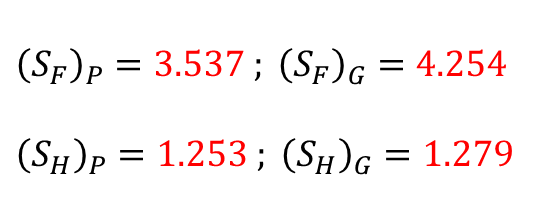 (S_F)_P = 3.537 ; (S_F)_G = 4.254
(S_H)_P = 1.253 ; (S_H)_G = 1.279